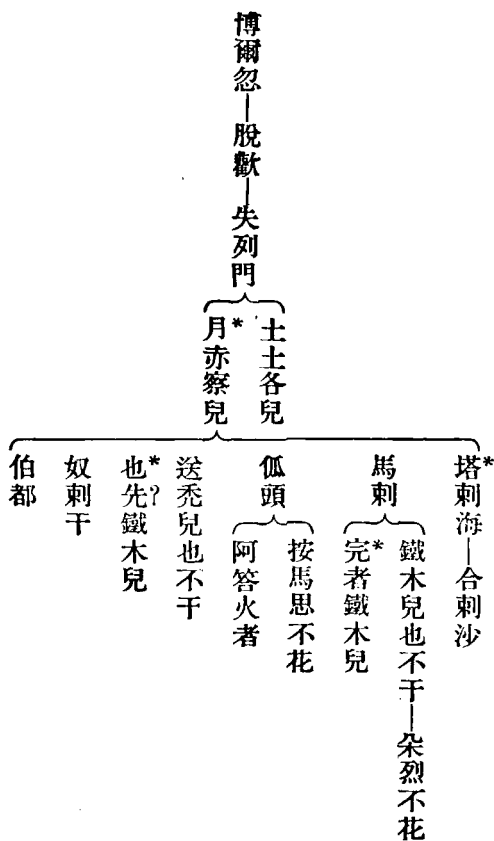 博爾忽—脫歡—失列門
土土各兒
月赤察兒*
塔剌海*—合剌沙
馬剌
鐵木兒也不干—朵烈不花
完者鐵木兒*
佤頭
按馬思不花
阿答火者
送禿兒也不干
也先鐵木兒*?
奴剌干
伯都